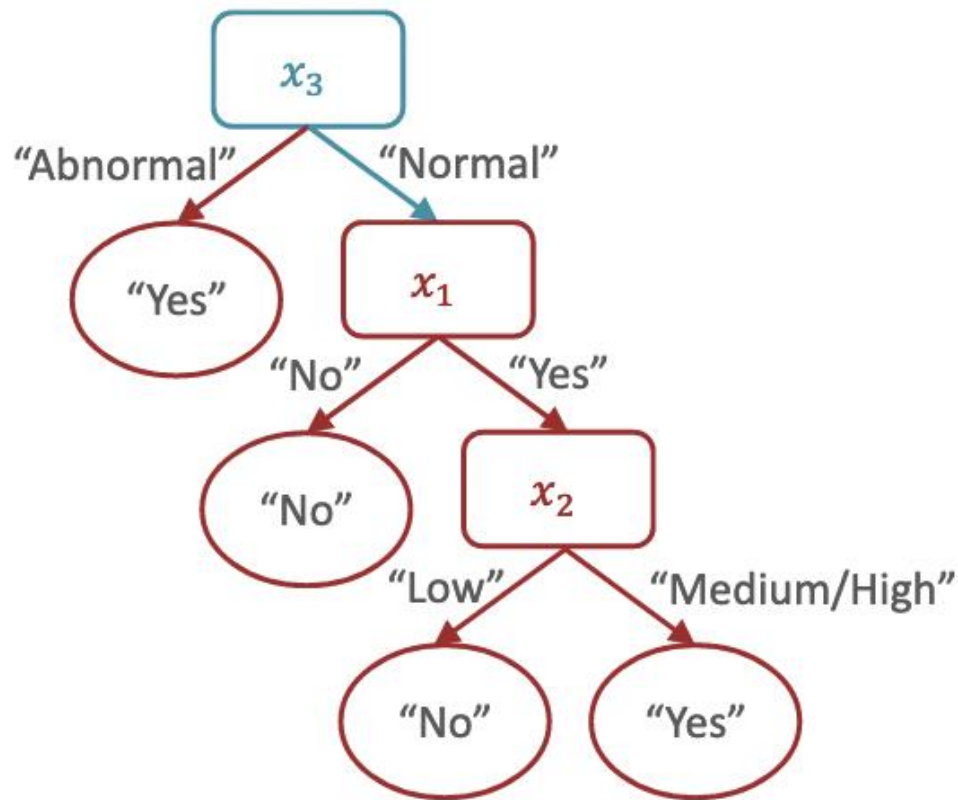 x₃
“Abnormal” “Normal”
“Yes”
x₁
“No” “Yes”
“No”
x₂
“Low” “Medium/High”
“No” “Yes”